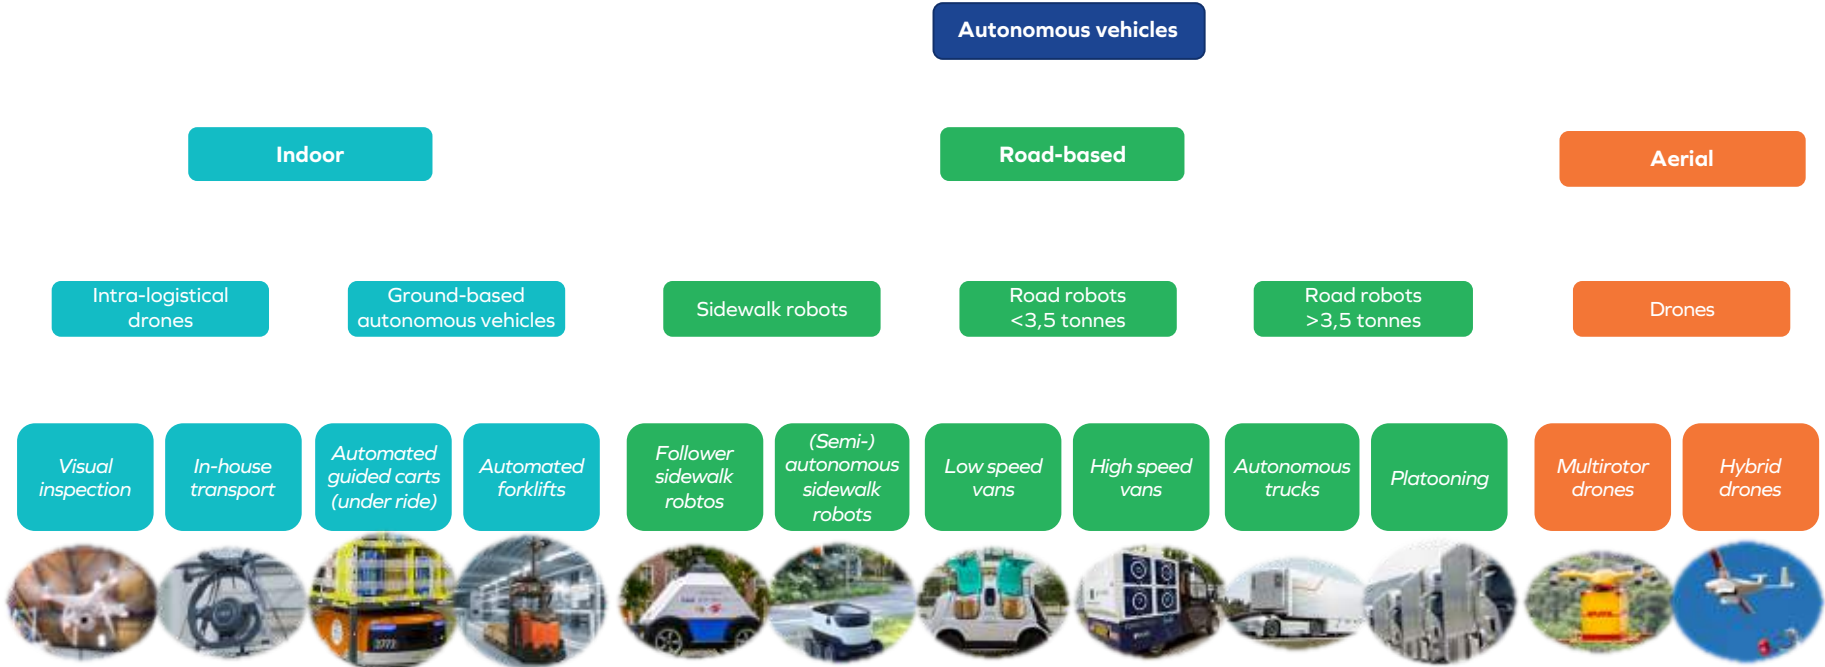 Autonomous vehicles
Indoor
Road-based
Aerial
Intra-logistical
drones
Ground-based
autonomous vehicles
Sidewalk robots
Road robots
<3,5 tonnes
Road robots
>3,5 tonnes
Drones
Visual
inspection
In-house
transport
Automated
guided carts
(under ride)
Automated
forklifts
Follower
sidewalk
robtos
(Semi-)
autonomous
sidewalk
robots
Low speed
vans
High speed
vans
Autonomous
trucks
Platooning
Multirotor
drones
Hybrid
drones